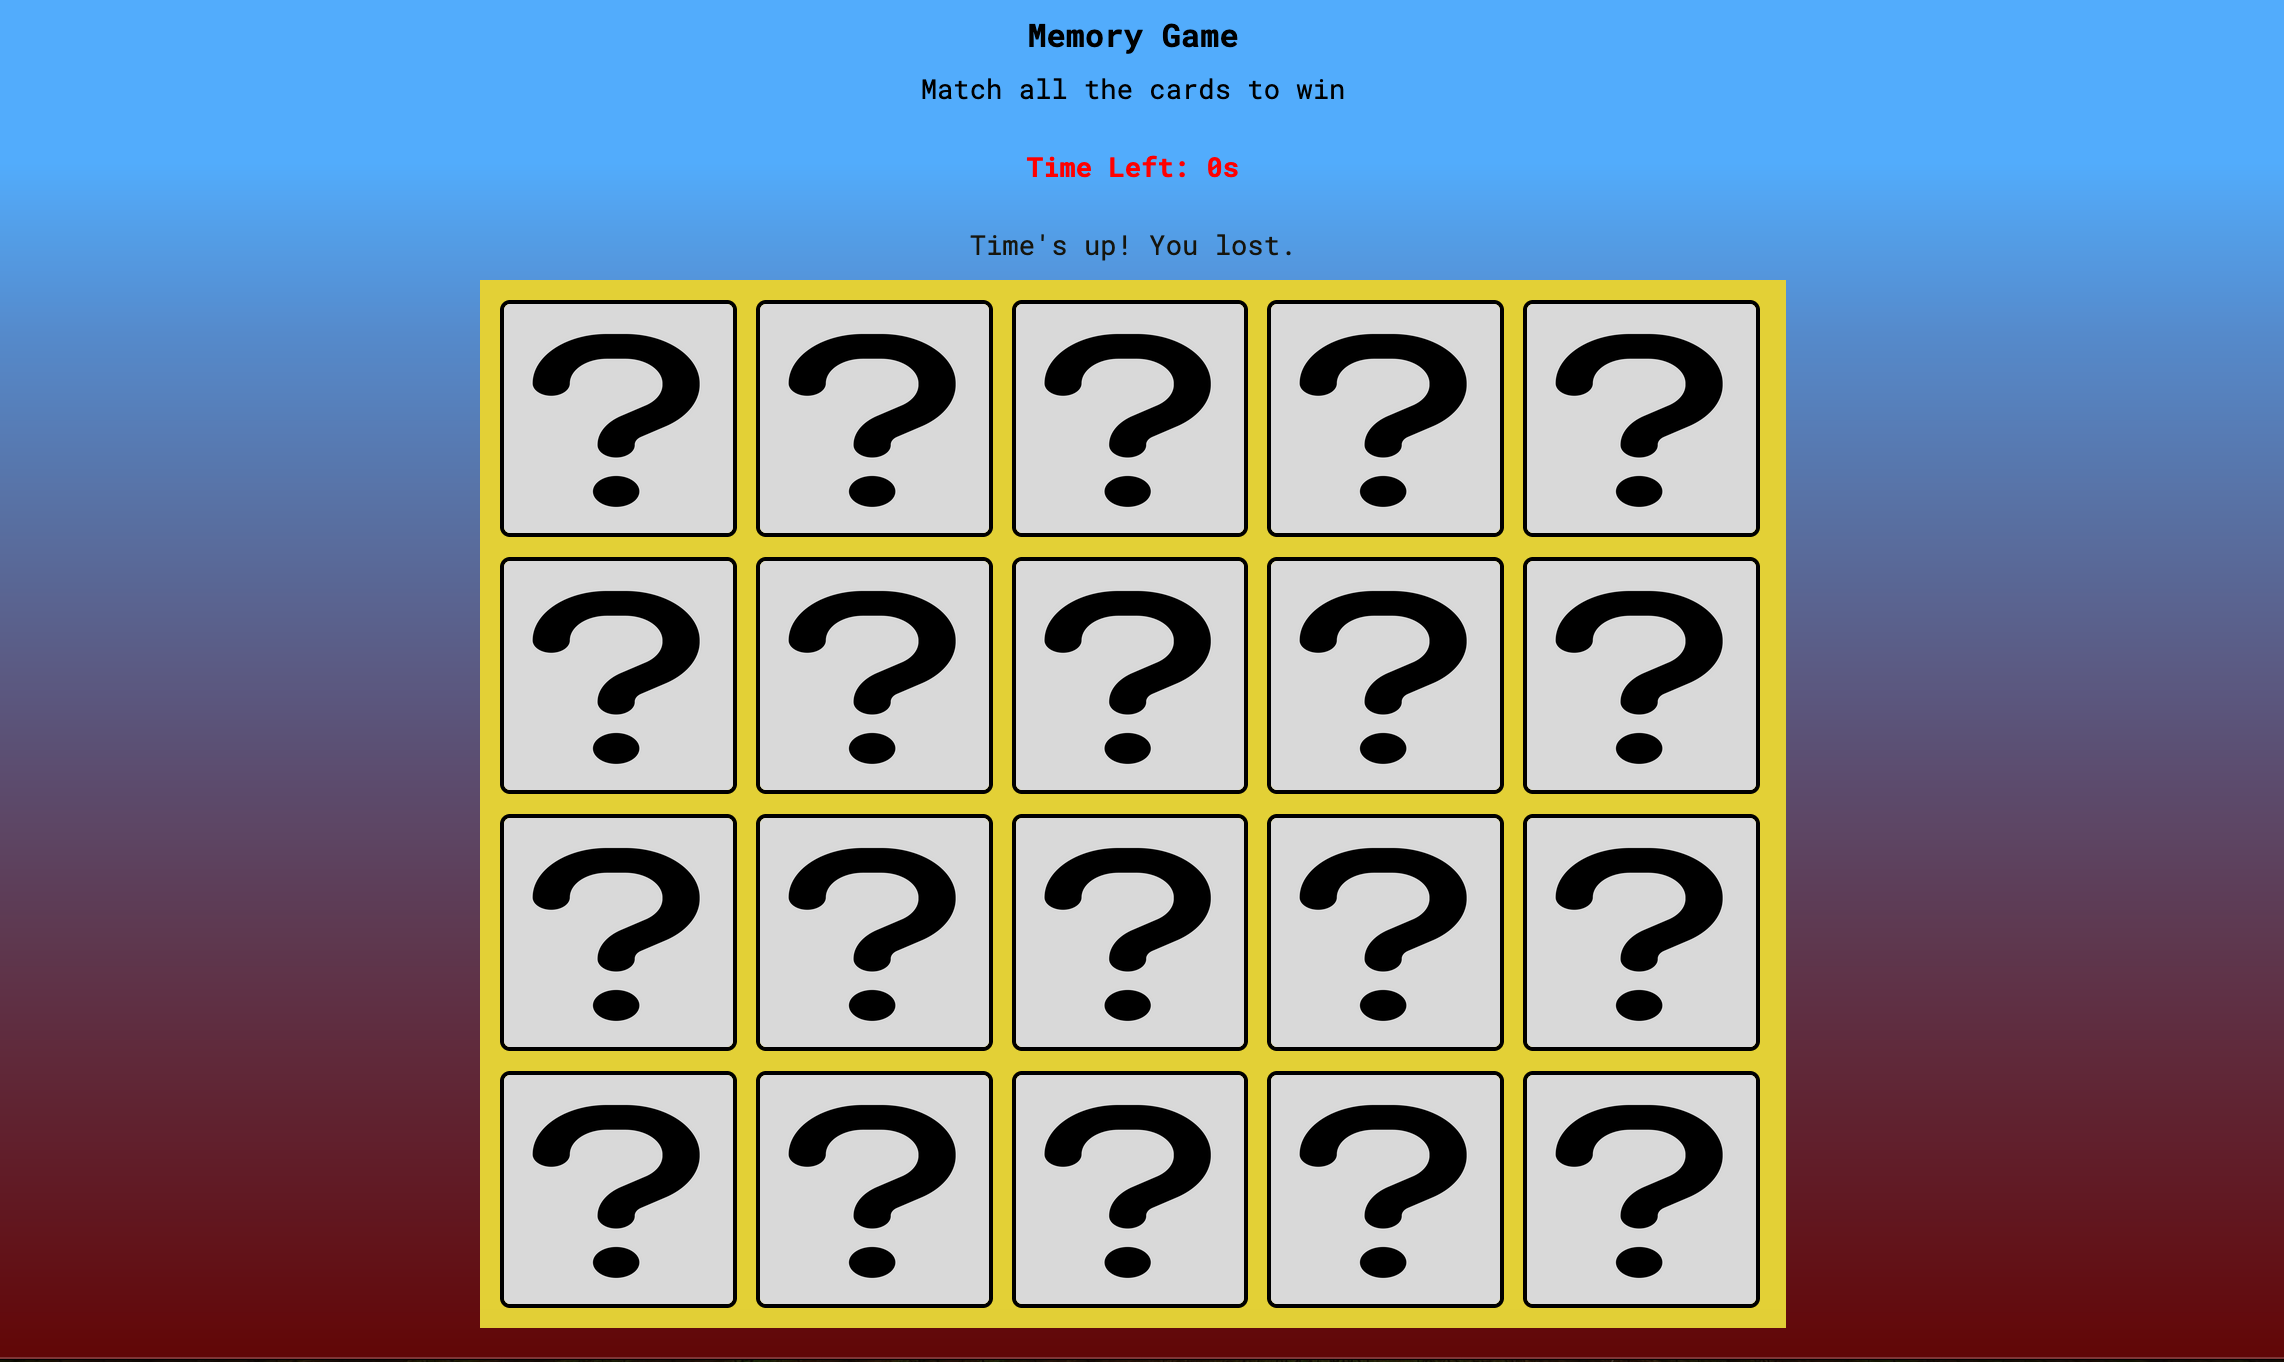 Memory Game
Match all the cards to win
Time Left: 0s
Time's up! You lost.
? ? ? ? ?
? ? ? ? ?
? ? ? ? ?
? ? ? ? ?